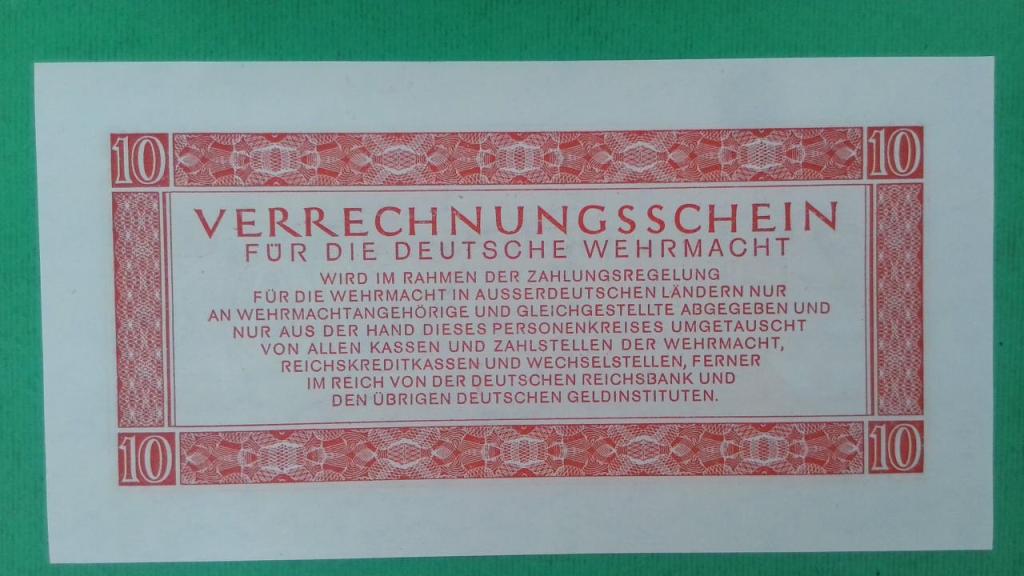 10 10
VERRECHNUNGSSCHEIN
FÜR DIE DEUTSCHE WEHRMACHT
WIRD IM RAHMEN DER ZAHLUNGSREGELUNG
FÜR DIE WEHRMACHT IN AUSSERDEUTSCHEN LÄNDERN NUR
AN WEHRMACHTANGEHÖRIGE UND GLEICHGESTELLTE ABGEGEBEN UND
NUR AUS DER HAND DIESES PERSONENKREISES UMGETAUSCHT
VON ALLEN KASSEN UND ZAHLSTELLEN DER WEHRMACHT,
REICHSKREDITKASSEN UND WECHSELSTELLEN, FERNER
IM REICH VON DER DEUTSCHEN REICHSBANK UND
DEN ÜBRIGEN DEUTSCHEN GELDINSTITUTEN.
10 10